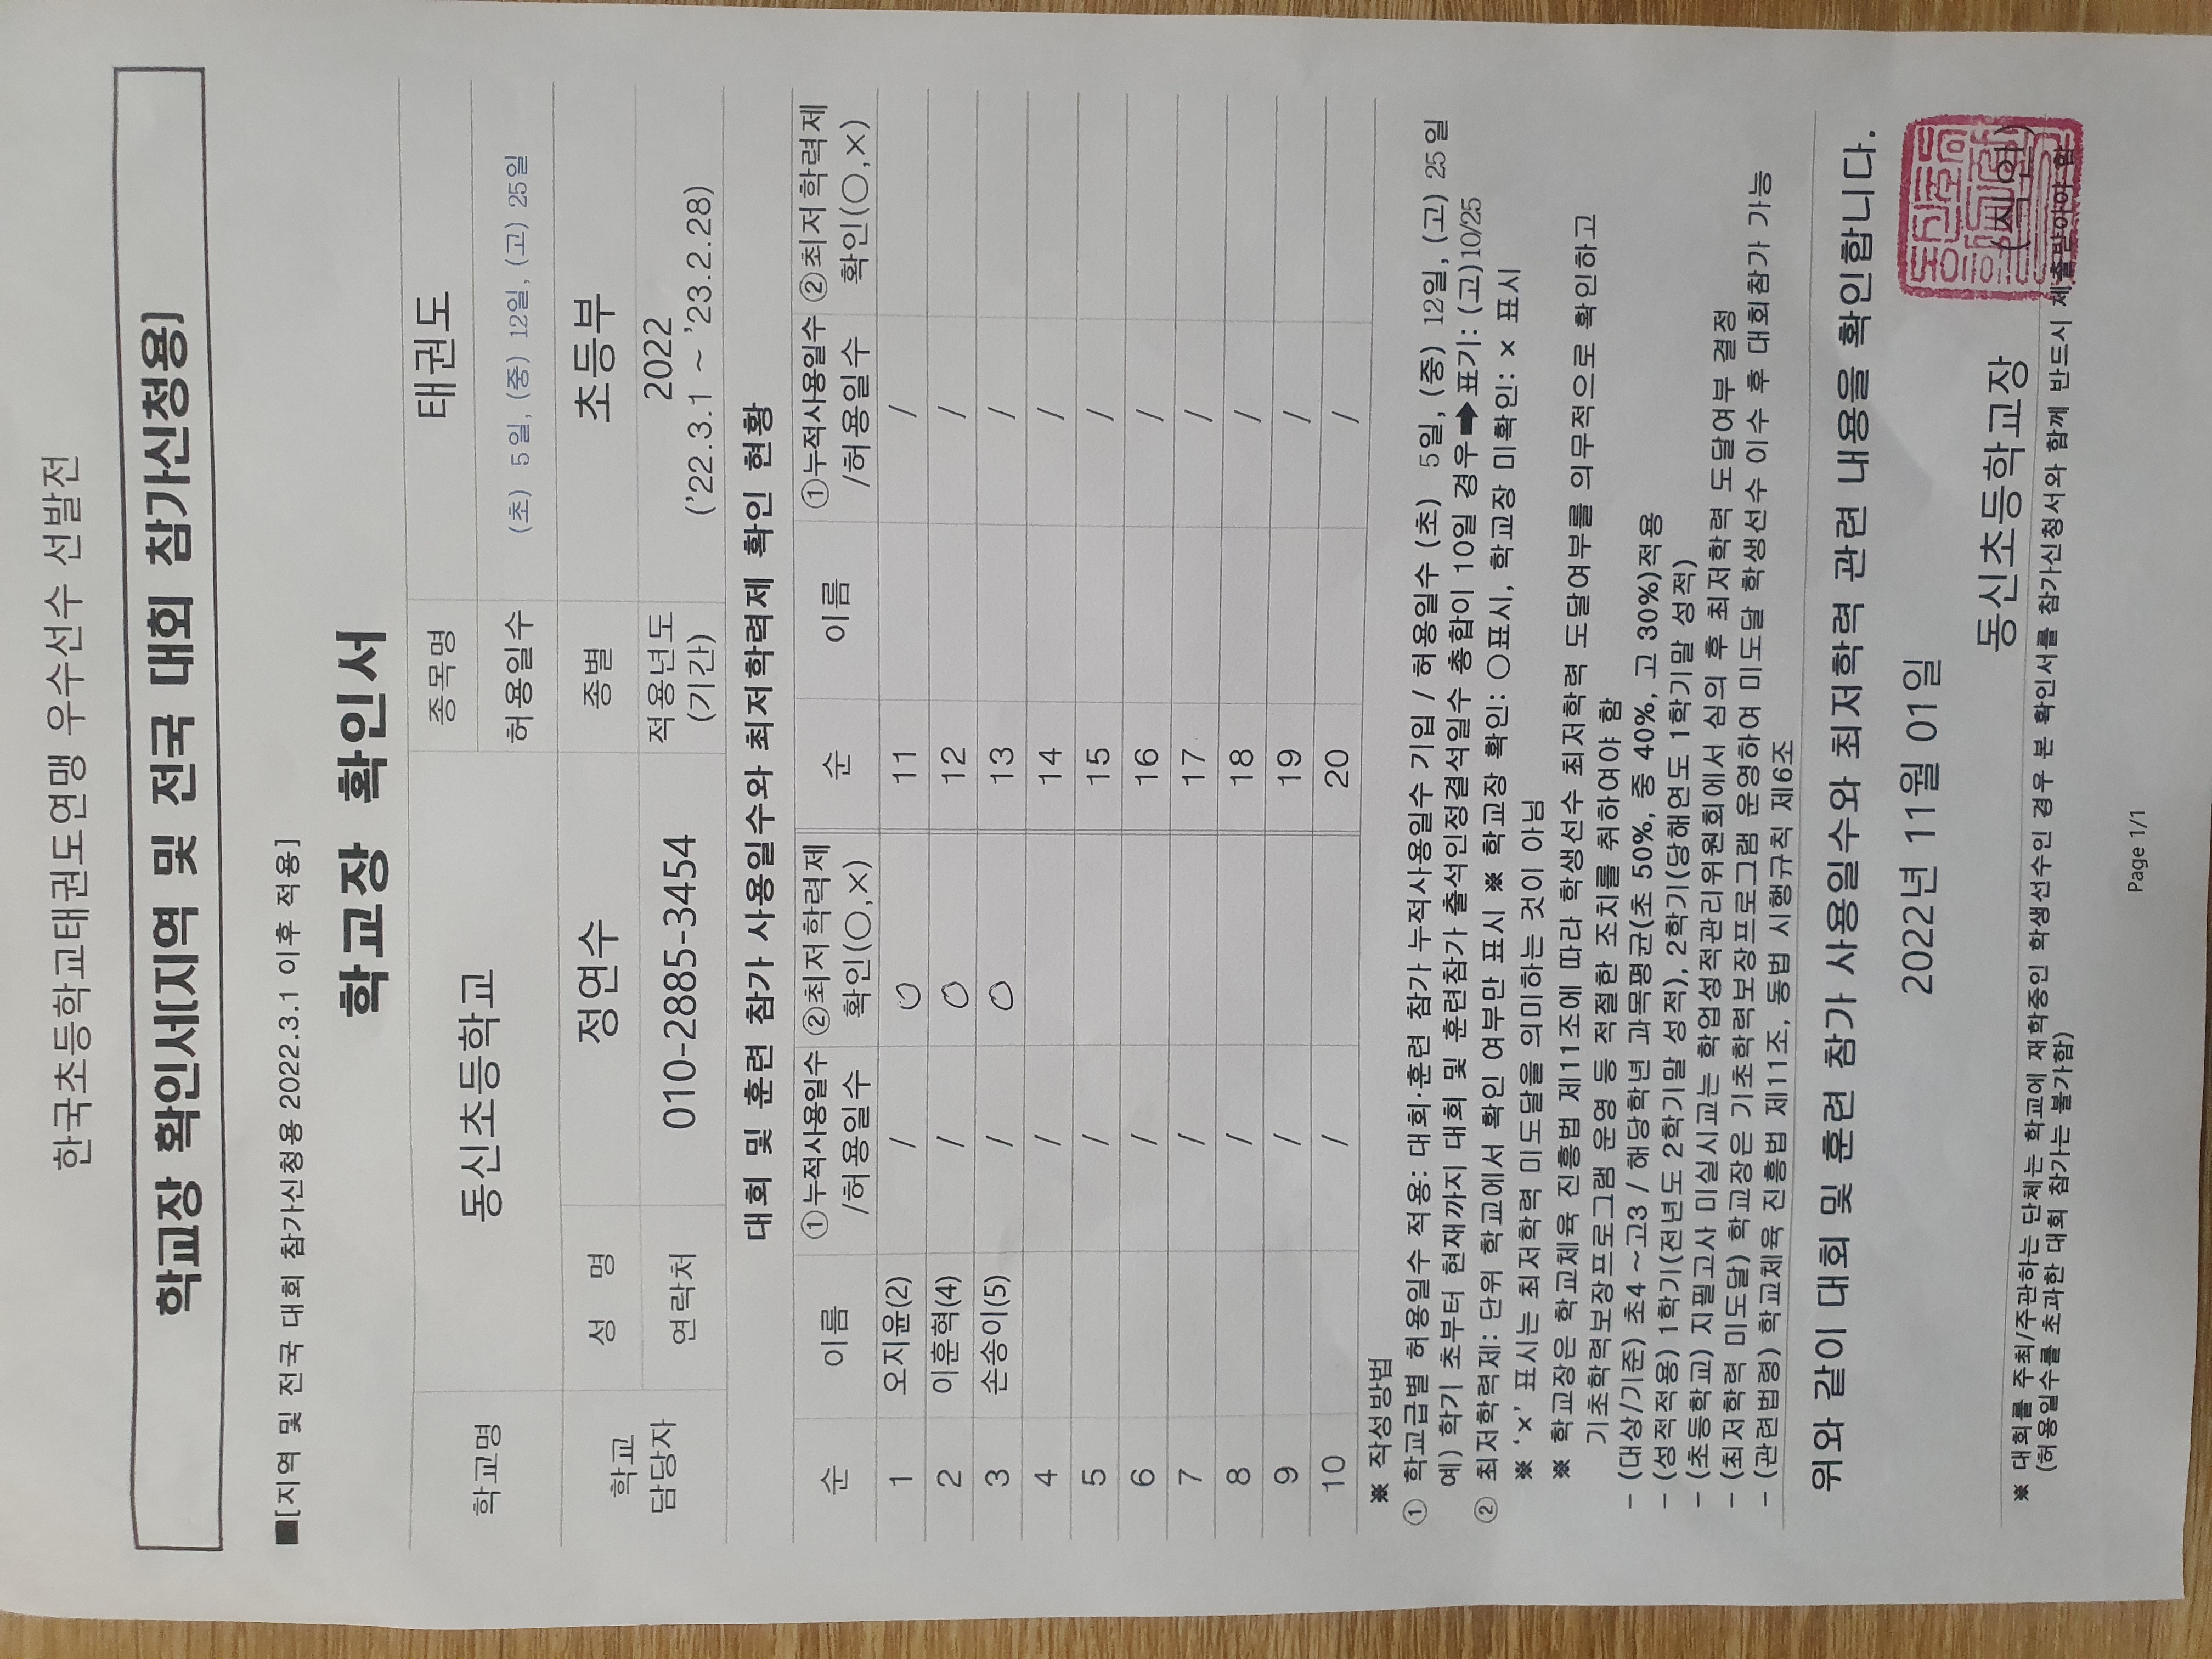 한국초등학교태권도연맹 우수선수 선발전
학교장 확인서[지역 및 전국 대회 참가신청용]
■[지역 및 전국 대회 참가신청용 2022.3.1 이후 적용]
학교장 확인서
학교명 동신초등학교 종목명 태권도
허용일수 (초) 5일, (중) 12일, (고) 25일
학교 담당자 성 명 정연수 종별 초등부
연락처 010-2885-3454 적용년도 (기간) 2022 ('22.3.1 ~ '23.2.28)
대회 및 훈련 참가 사용일수와 최저학력제 확인 현황
순 이름 ①누적사용일수 /허용일수 ②최저학력제 확인(○,×) 순 이름 ①누적사용일수 /허용일수 ②최저학력제 확인(○,×)
1 오지윤(2) / ○ 11 /
2 이훈혁(4) / ○ 12 /
3 손송이(5) / ○ 13 /
4 / 14 /
5 / 15 /
6 / 16 /
7 / 17 /
8 / 18 /
9 / 19 /
10 / 20 /
※ 작성방법
① 학교급별 허용일수 적용: 대회·훈련 참가 누적사용일수 기입 / 허용일수 (초) 5일, (중) 12일, (고) 25일
예) 학기 초부터 현재까지 대회 및 훈련참가 출석인정결석일수 총합이 10일 경우 ➡ 표기: (고)10/25
② 최저학력제: 단위 학교에서 확인 여부만 표시 ※ 학교장 확인: ○표시, 학교장 미확인: × 표시
※ '×' 표시는 최저학력 미도달을 의미하는 것이 아님
※ 학교장은 학교체육 진흥법 제11조에 따라 학생선수 최저학력 도달여부를 의무적으로 확인하고
기초학력보장프로그램 운영 등 적절한 조치를 취하여야 함
- (대상/기준) 초4 ~고3 / 해당학년 과목평균(초 50%, 중 40%, 고 30%)적용
- (성적적용) 1학기(전년도 2학기말 성적), 2학기(당해연도 1학기말 성적)
- (초등학교) 지필고사 미실시교는 학업성적관리위원회에서 심의 후 최저학력 도달여부 결정
- (최저학력 미도달) 학교장은 기초학력보장프로그램 운영하여 미도달 학생선수 이수 후 대회참가 가능
- (관련법령) 학교체육 진흥법 제11조, 동법 시행규칙 제6조
위와 같이 대회 및 훈련 참가 사용일수와 최저학력 관련 내용을 확인합니다.
2022년 11월 01일
동신초등학교장 (직인)
※ 대회를 주최/주관하는 단체는 학교에 재학중인 학생선수인 경우 본 확인서를 참가신청서와 함께 반드시 제출받아야 함
(허용일수를 초과한 대회 참가는 불가함)
Page 1/1